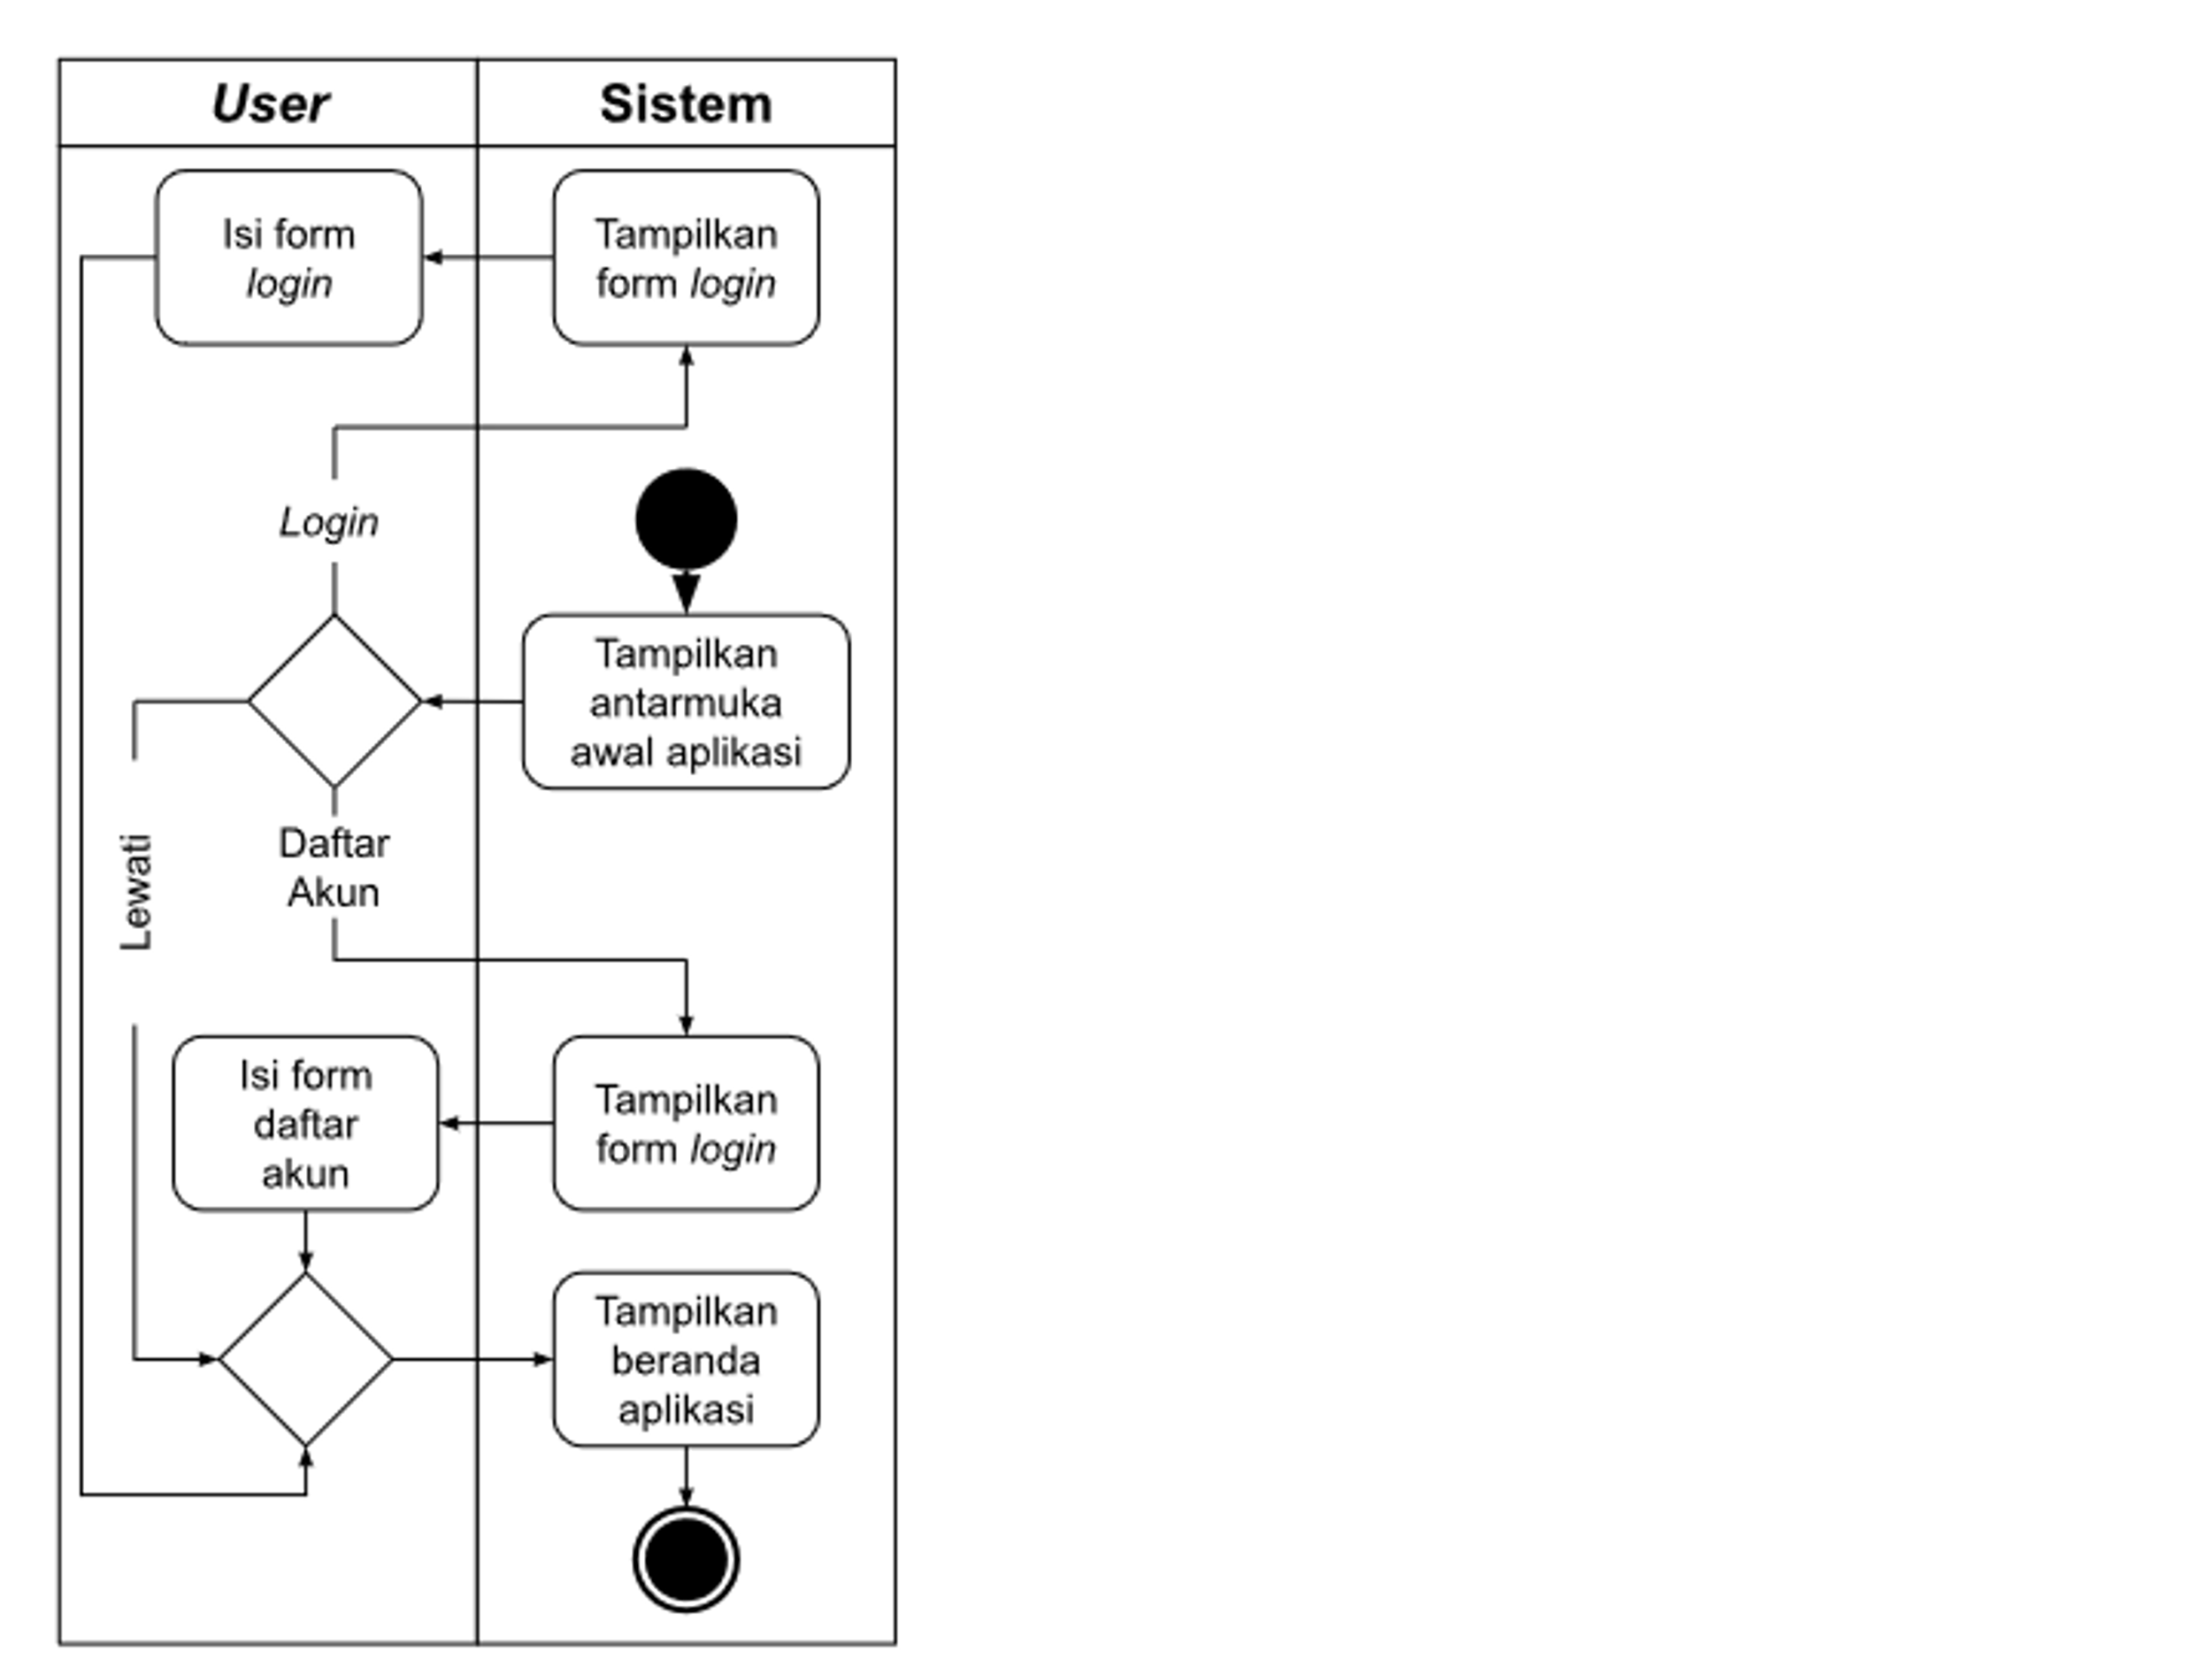 User
Sistem
Isi form
login
Tampilkan
form login
Login
Tampilkan
antarmuka
awal aplikasi
Lewati
Daftar
Akun
Isi form
daftar
akun
Tampilkan
form login
Tampilkan
beranda
aplikasi